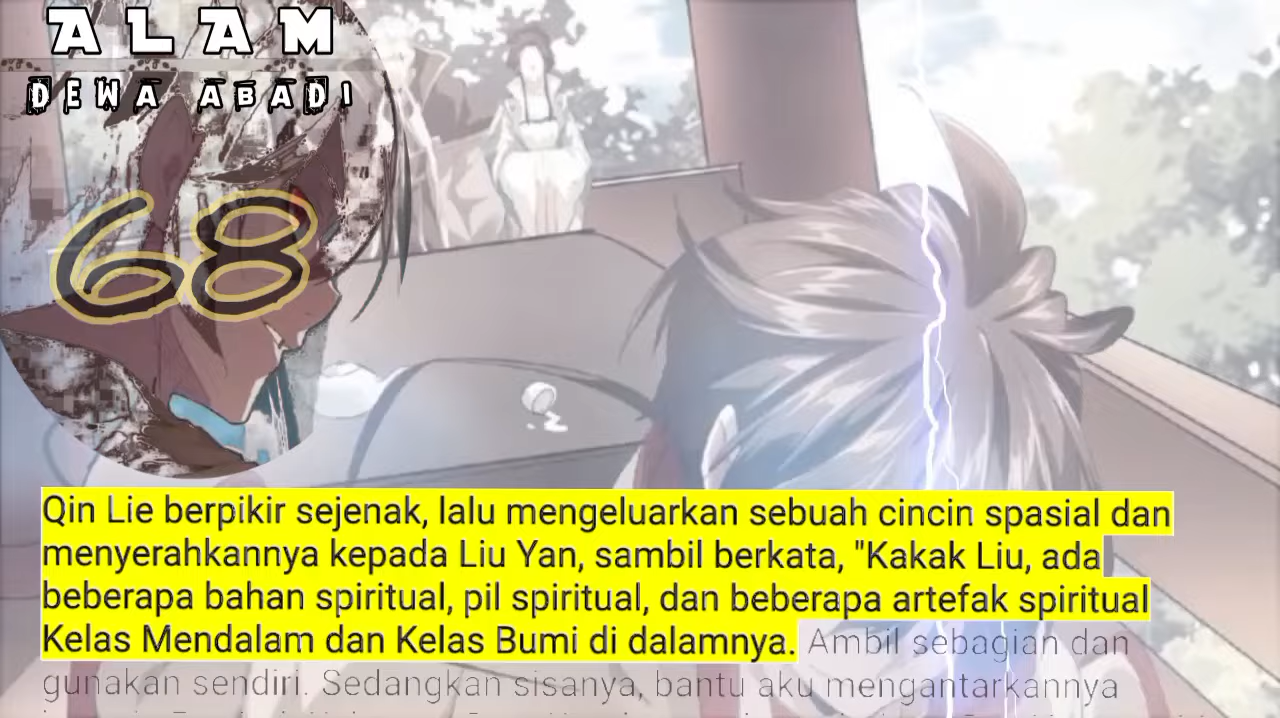 ALAM
DEWA ABADI
68
Qin Lie berpikir sejenak, lalu mengeluarkan sebuah cincin spasial dan
menyerahkannya kepada Liu Yan, sambil berkata, "Kakak Liu, ada
beberapa bahan spiritual, pil spiritual, dan beberapa artefak spiritual
Kelas Mendalam dan Kelas Bumi di dalamnya. Ambil sebagian dan
gunakan sendiri. Sedangkan sisanya, bantu aku mengantarkannya